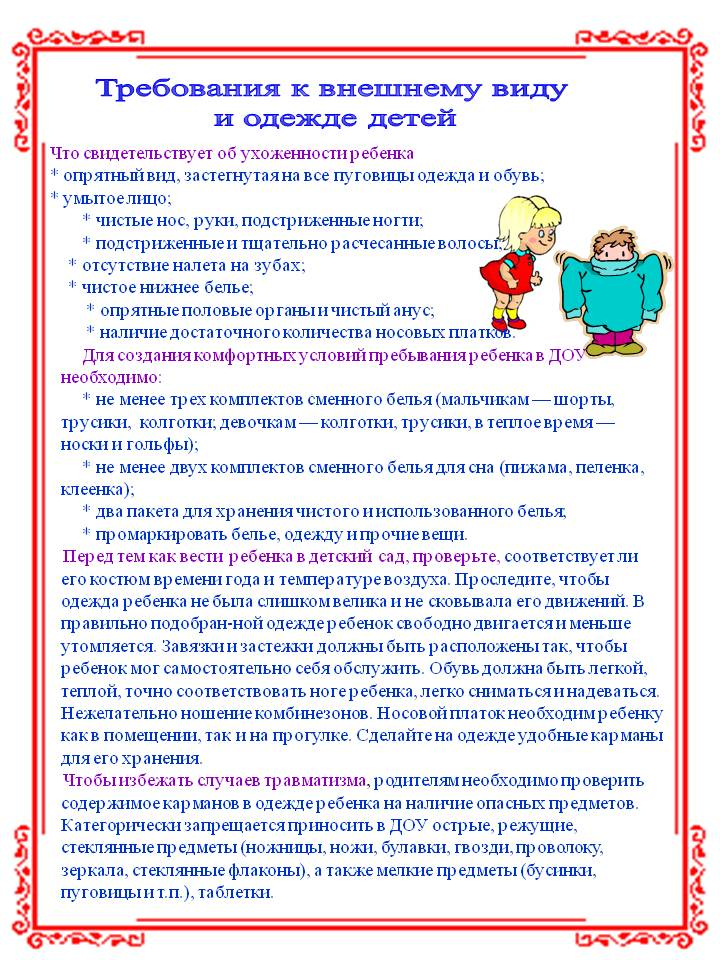 Требования к внешнему виду
и одежде детей
Что свидетельствует об ухоженности ребенка
* опрятный вид, застегнутая на все пуговицы одежда и обувь;
* умытое лицо;
* чистые нос, руки, подстриженные ногти;
* подстриженные и тщательно расчесанные волосы;
* отсутствие налета на зубах;
* чистое нижнее белье;
* опрятные половые органы и чистый анус;
* наличие достаточного количества носовых платков.
Для создания комфортных условий пребывания ребенка в ДОУ
необходимо:
* не менее трех комплектов сменного белья (мальчикам — шорты,
трусики, колготки; девочкам — колготки, трусики, в теплое время —
носки и гольфы);
* не менее двух комплектов сменного белья для сна (пижама, пеленка,
клеенка);
* два пакета для хранения чистого и использованного белья;
* промаркировать белье, одежду и прочие вещи.
Перед тем как вести ребенка в детский сад, проверьте, соответствует ли
его костюм времени года и температуре воздуха. Проследите, чтобы
одежда ребенка не была слишком велика и не сковывала его движений. В
правильно подобран-ной одежде ребенок свободно двигается и меньше
утомляется. Завязки и застежки должны быть расположены так, чтобы
ребенок мог самостоятельно себя обслужить. Обувь должна быть легкой,
теплой, точно соответствовать ноге ребенка, легко сниматься и надеваться.
Нежелательно ношение комбинезонов. Носовой платок необходим ребенку
как в помещении, так и на прогулке. Сделайте на одежде удобные карманы
для его хранения.
Чтобы избежать случаев травматизма, родителям необходимо проверить
содержимое карманов в одежде ребенка на наличие опасных предметов.
Категорически запрещается приносить в ДОУ острые, режущие,
стеклянные предметы (ножницы, ножи, булавки, гвозди, проволоку,
зеркала, стеклянные флаконы), а также мелкие предметы (бусинки,
пуговицы и т.п.), таблетки.